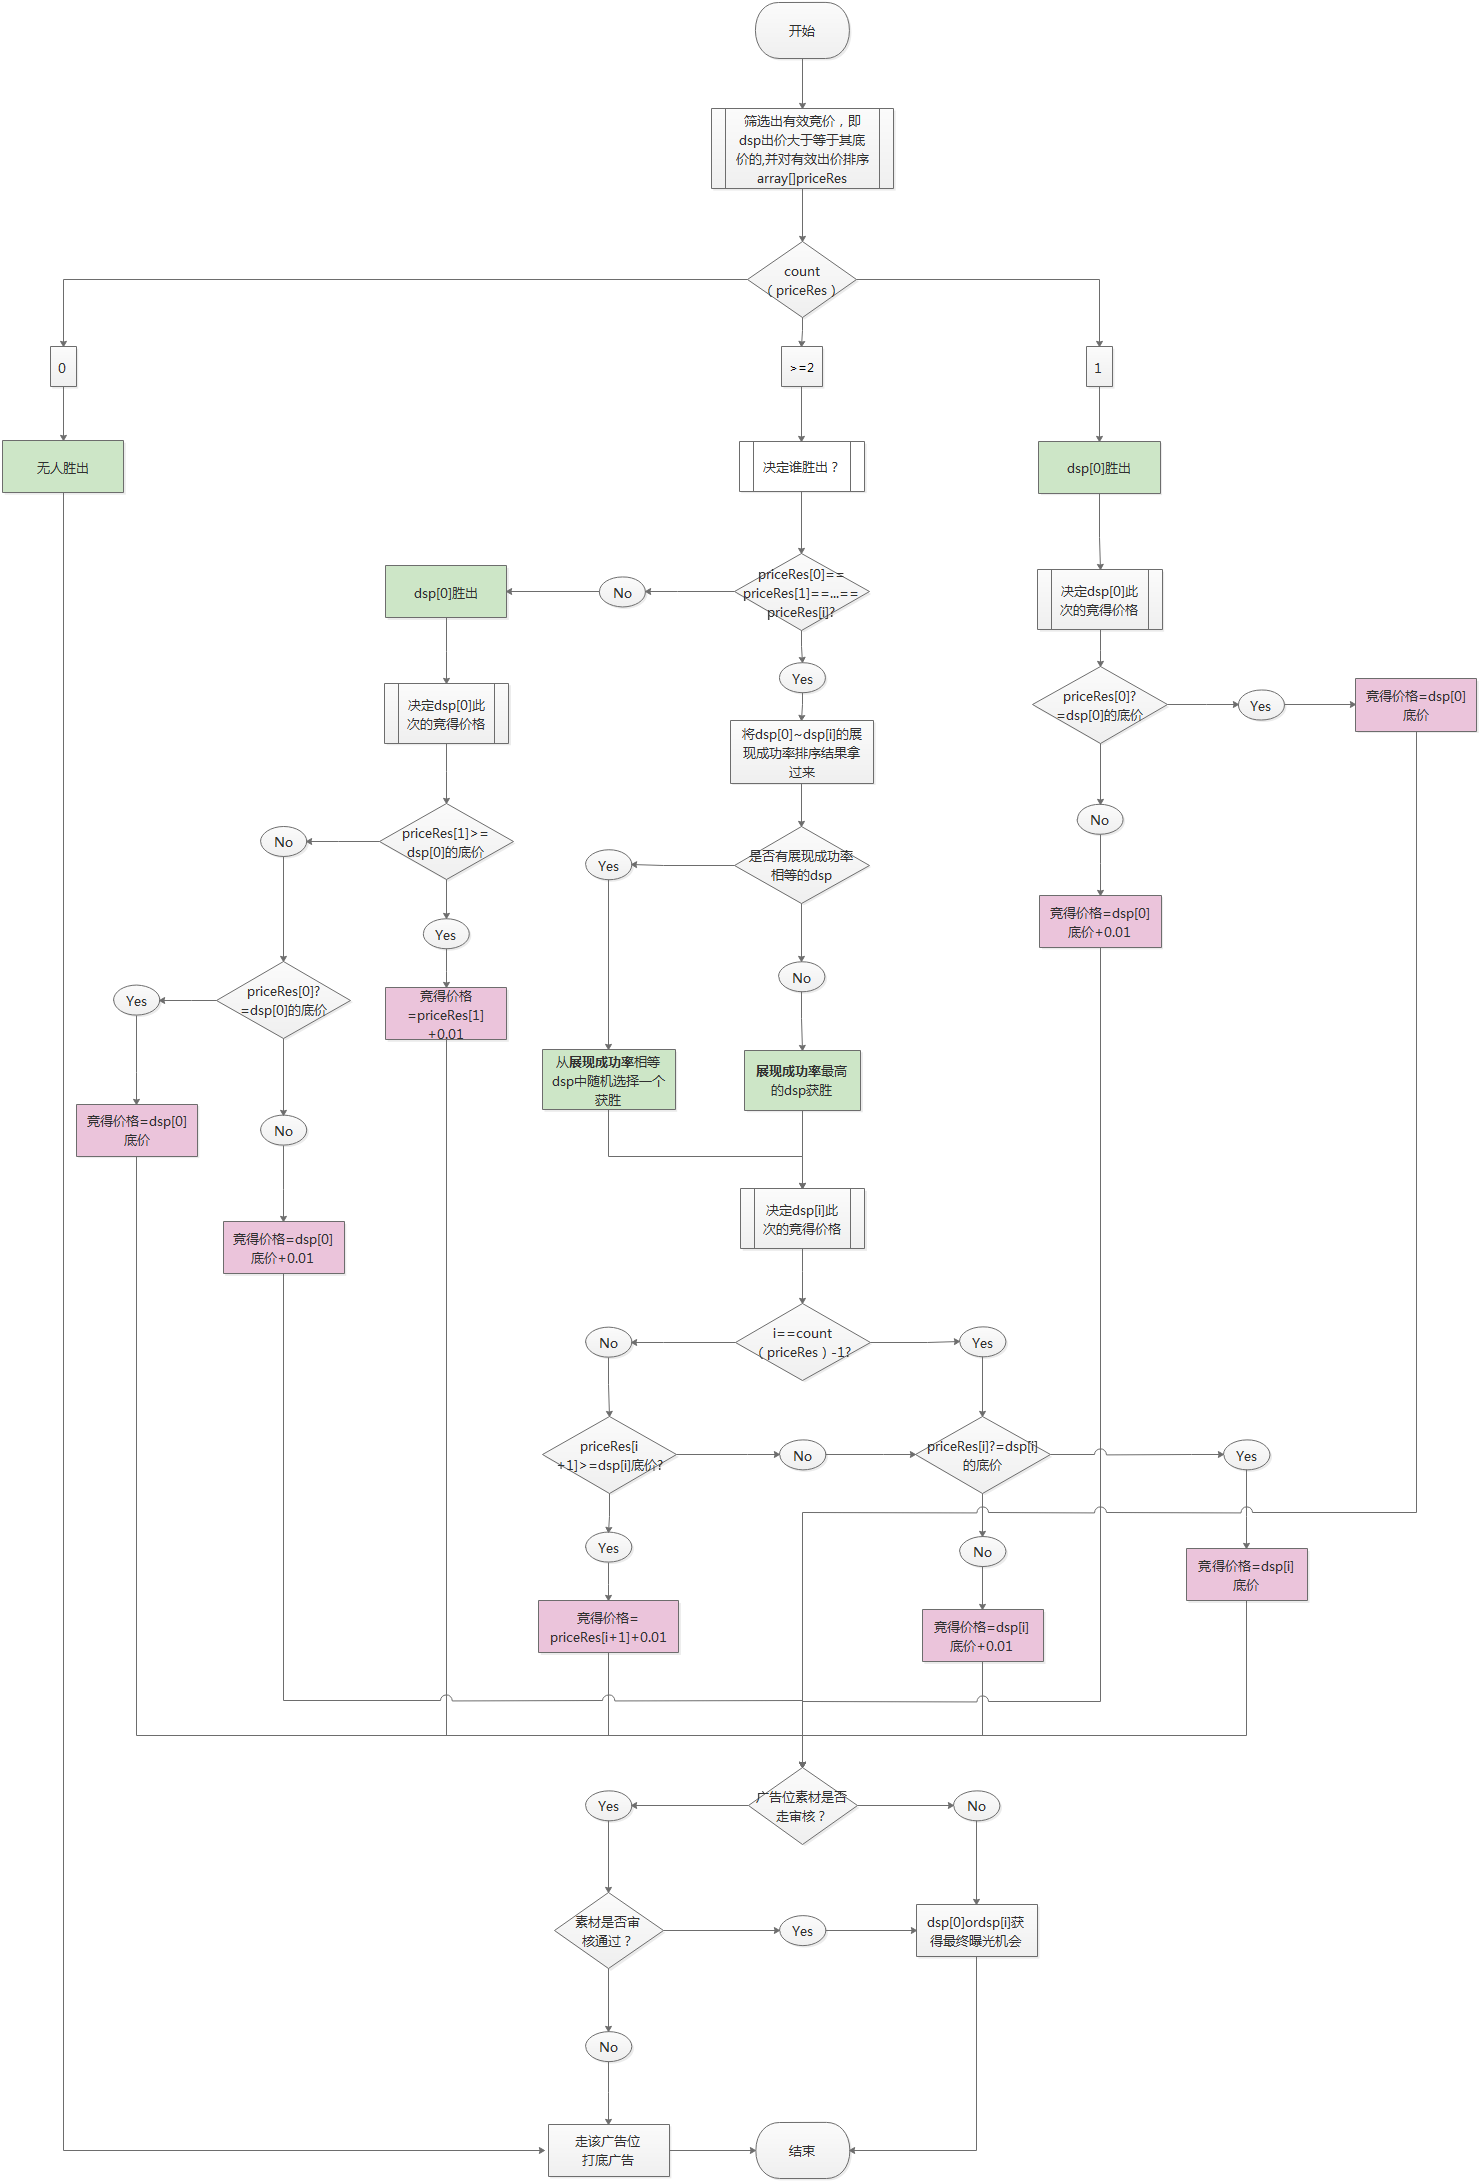 开始
筛选出有效竞价，即
dsp出价大于等于其底
价的,并对有效出价排序
array[]priceRes
count
（priceRes）
0
>=2
1
无人胜出
决定谁胜出？
dsp[0]胜出
priceRes[0]==
priceRes[1]==...==
priceRes[i]?
No
dsp[0]胜出
Yes
决定dsp[0]此
次的竞得价格
决定dsp[0]此
次的竞得价格
将dsp[0]~dsp[i]的展
现成功率排序结果拿
过来
priceRes[0]?
=dsp[0]的底价
Yes
竞得价格=dsp[0]
底价
No
priceRes[1]>=
dsp[0]的底价
No
Yes
是否有展现成功率
相等的dsp
Yes
No
竞得价格=dsp[0]
底价+0.01
priceRes[0]?
=dsp[0]的底价
Yes
竞得价格
=priceRes[1]
+0.01
从展现成功率相等
dsp中随机选择一个
获胜
展现成功率最高
的dsp获胜
竞得价格=dsp[0]
底价
No
竞得价格=dsp[0]
底价+0.01
决定dsp[i]此
次的竞得价格
i==count
（priceRes）-1?
No
Yes
priceRes[i
+1]>=dsp[i]底价?
No
priceRes[i]?=dsp[i]
的底价
Yes
Yes
No
竞得价格=dsp[i]
底价
竞得价格=
priceRes[i+1]+0.01
竞得价格=dsp[i]
底价+0.01
广告位素材是否
走审核？
Yes
No
素材是否审
核通过？
Yes
dsp[0]ordsp[i]获
得最终曝光机会
No
走该广告位
打底广告
结束